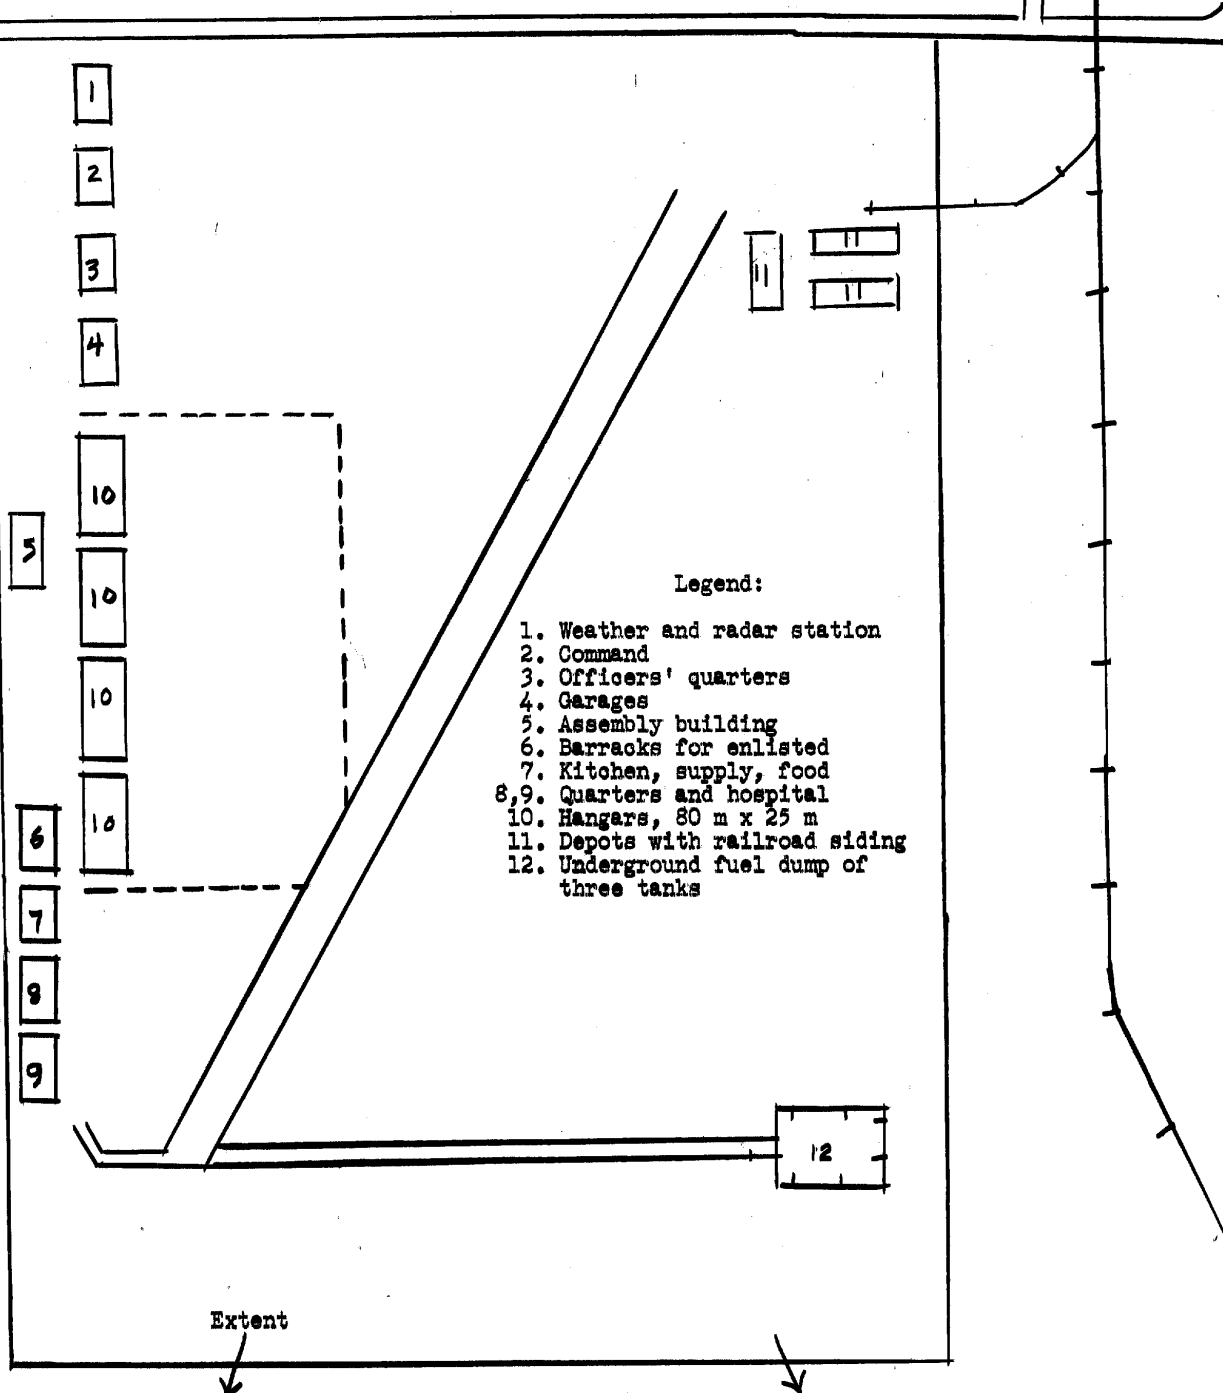 1
2
3
4
11
11
11
10
5
10
10
10
6
7
8
9
12
Legend:
1. Weather and radar station
2. Command
3. Officers' quarters
4. Garages
5. Assembly building
6. Barracks for enlisted
7. Kitchen, supply, food
8,9. Quarters and hospital
10. Hangars, 80 m x 25 m
11. Depots with railroad siding
12. Underground fuel dump of
three tanks
Extent